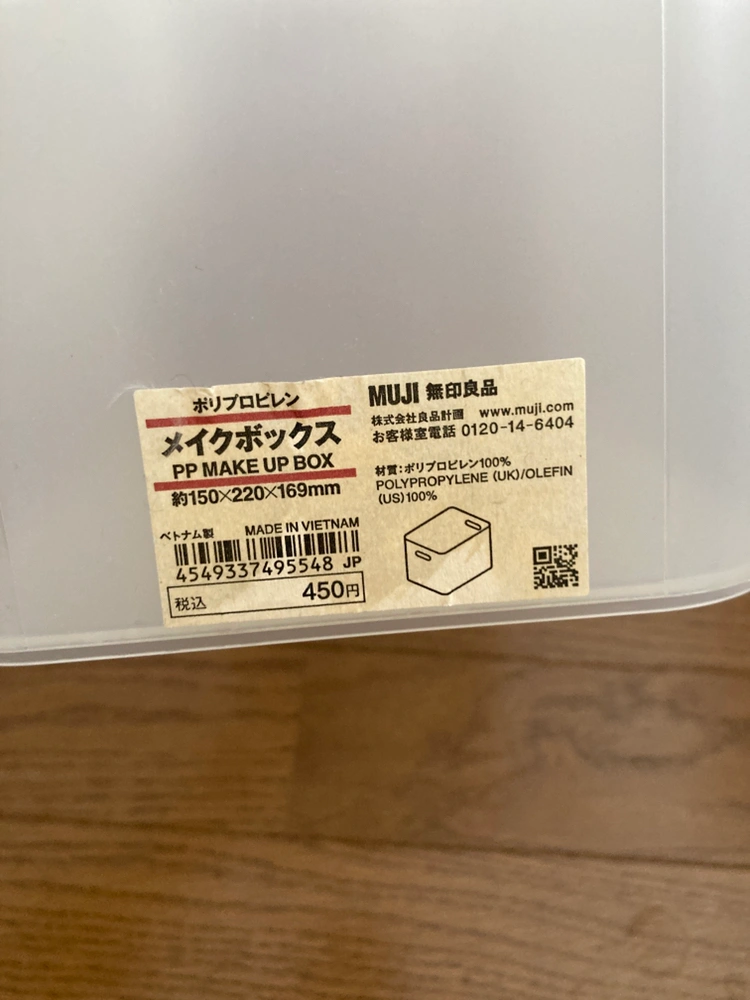 ポリプロピレン
メイクボックス
PP MAKE UP BOX
約150×220×169mm
ベトナム製 MADE IN VIETNAM
4549337495548 JP
税込 450円
MUJI 無印良品
株式会社良品計画 www.muji.com
お客様室電話 0120-14-6404
材質:ポリプロピレン100%
POLYPROPYLENE (UK)/OLEFIN
(US)100%